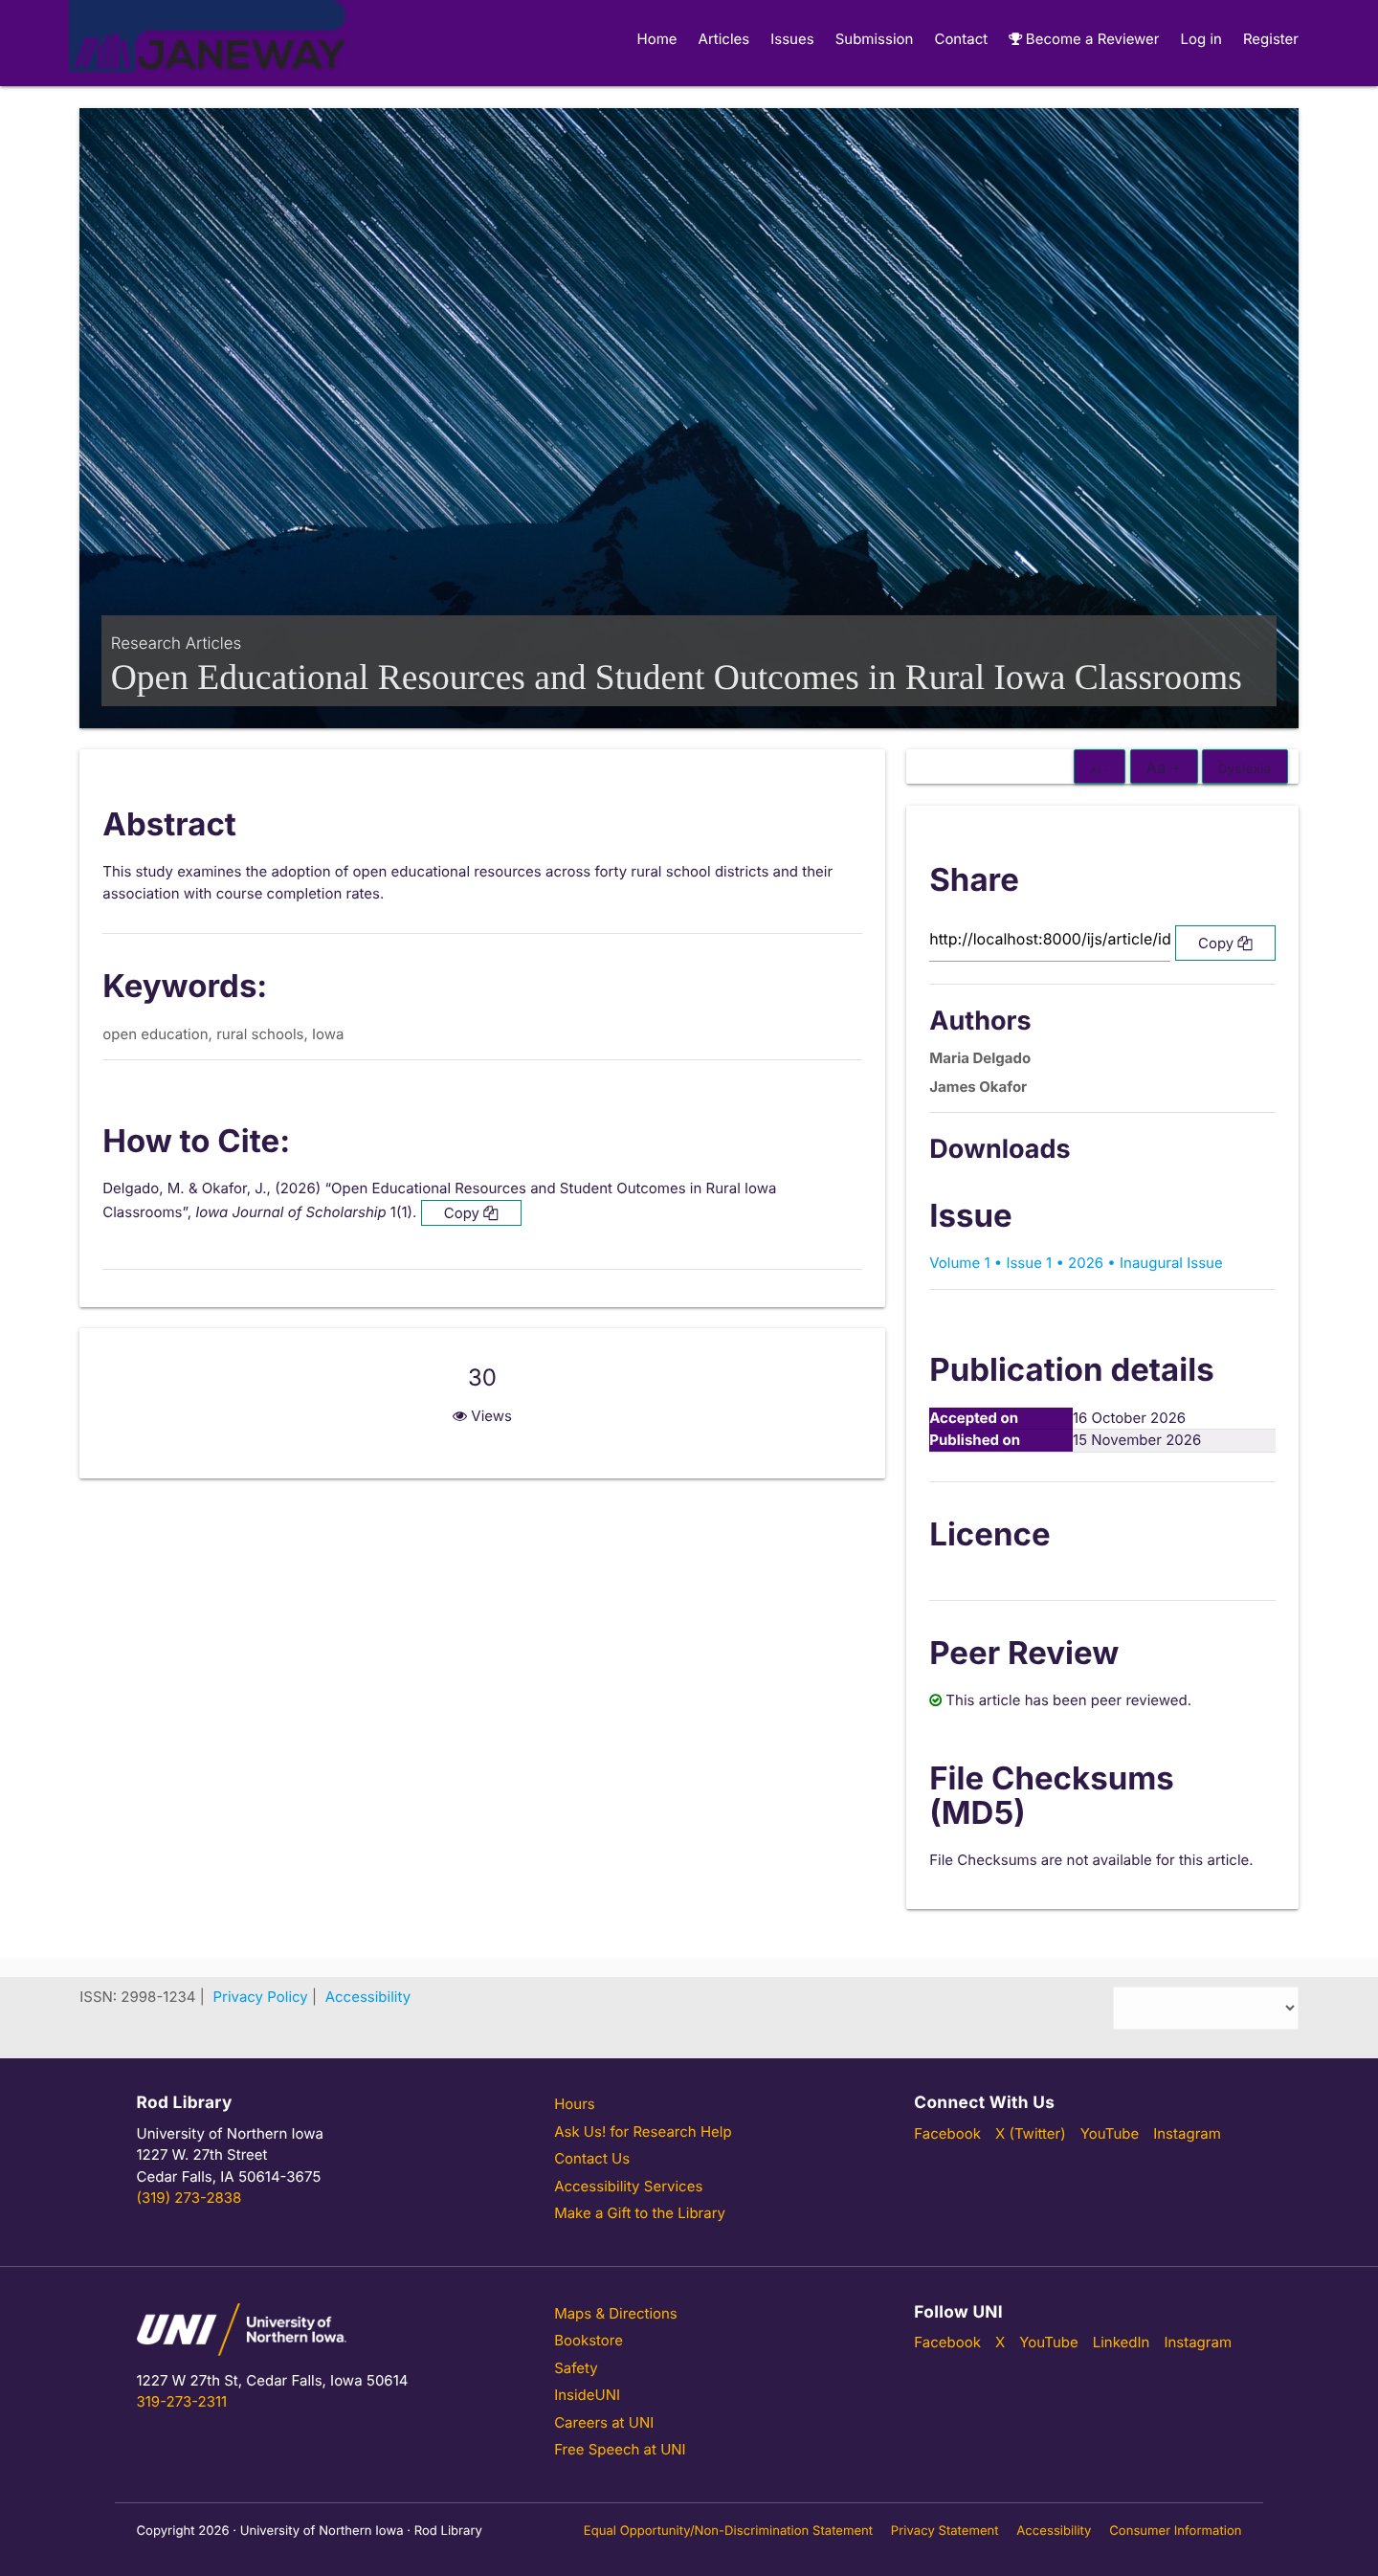 JANEWAY
Home Articles Issues Submission Contact Become a Reviewer Log in Register
Research Articles
Open Educational Resources and Student Outcomes in Rural Iowa Classrooms
Abstract
This study examines the adoption of open educational resources across forty rural school districts and their
association with course completion rates.
Keywords:
open education, rural schools, Iowa
How to Cite:
Delgado, M. & Okafor, J., (2026) “Open Educational Resources and Student Outcomes in Rural Iowa
Classrooms”, Iowa Journal of Scholarship 1(1). Copy
30
Views
Share
http://localhost:8000/ijs/article/id Copy
Authors
Maria Delgado
James Okafor
Downloads
Issue
Volume 1 • Issue 1 • 2026 • Inaugural Issue
Publication details
Accepted on 16 October 2026
Published on 15 November 2026
Licence
Peer Review
This article has been peer reviewed.
File Checksums
(MD5)
File Checksums are not available for this article.
ISSN: 2998-1234 | Privacy Policy | Accessibility
Rod Library
University of Northern Iowa
1227 W. 27th Street
Cedar Falls, IA 50614-3675
(319) 273-2838
Hours
Ask Us! for Research Help
Contact Us
Accessibility Services
Make a Gift to the Library
Connect With Us
Facebook X (Twitter) YouTube Instagram
UNI University of
Northern Iowa.
1227 W 27th St, Cedar Falls, Iowa 50614
319-273-2311
Maps & Directions
Bookstore
Safety
InsideUNI
Careers at UNI
Free Speech at UNI
Follow UNI
Facebook X YouTube LinkedIn Instagram
Copyright 2026 · University of Northern Iowa · Rod Library
Equal Opportunity/Non-Discrimination Statement Privacy Statement Accessibility Consumer Information